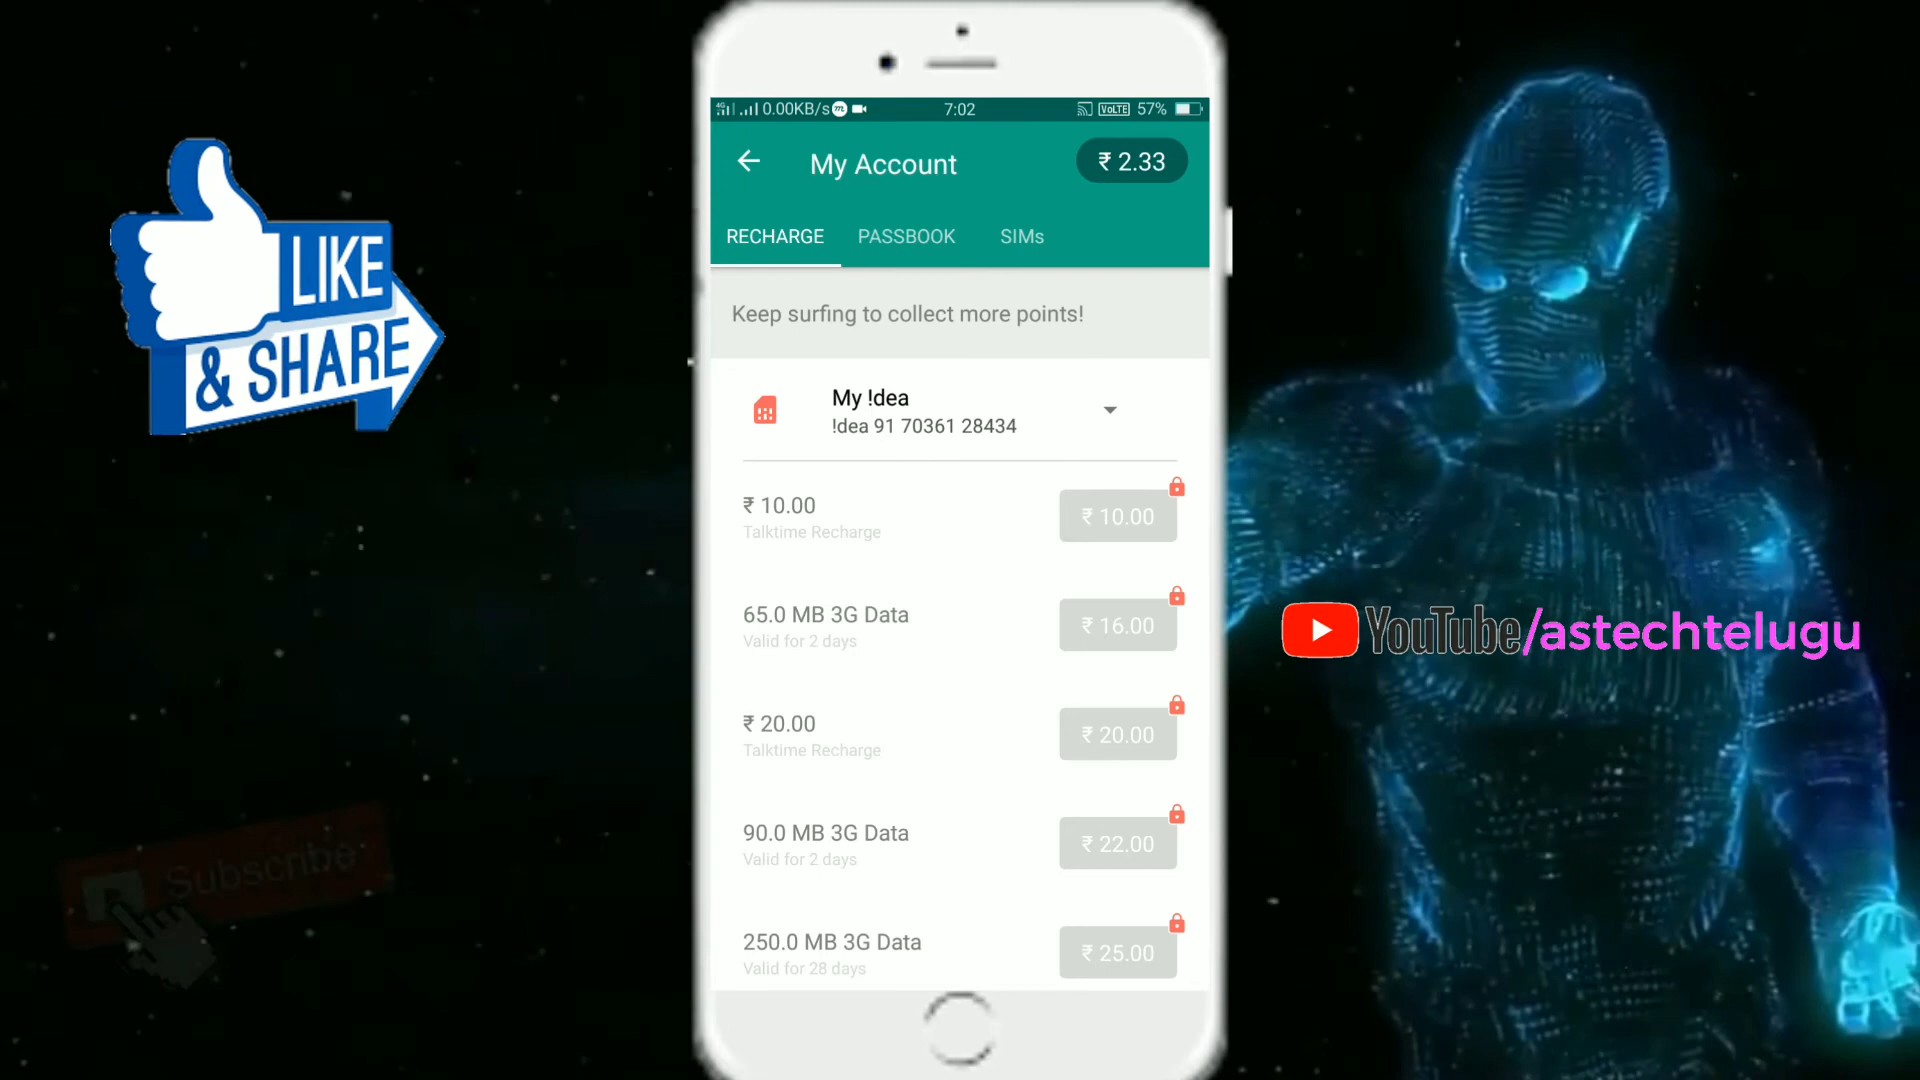 LIKE
& SHARE
Subscribe
4G 0.00KB/s m 7:02 VoLTE 57%
My Account ₹ 2.33
RECHARGE PASSBOOK SIMs
Keep surfing to collect more points!
My !dea
!dea 91 70361 28434
₹ 10.00 ₹ 10.00
Talktime Recharge
65.0 MB 3G Data ₹ 16.00
Valid for 2 days
₹ 20.00 ₹ 20.00
Talktime Recharge
90.0 MB 3G Data ₹ 22.00
Valid for 2 days
250.0 MB 3G Data ₹ 25.00
Valid for 28 days
YouTube/astechtelugu